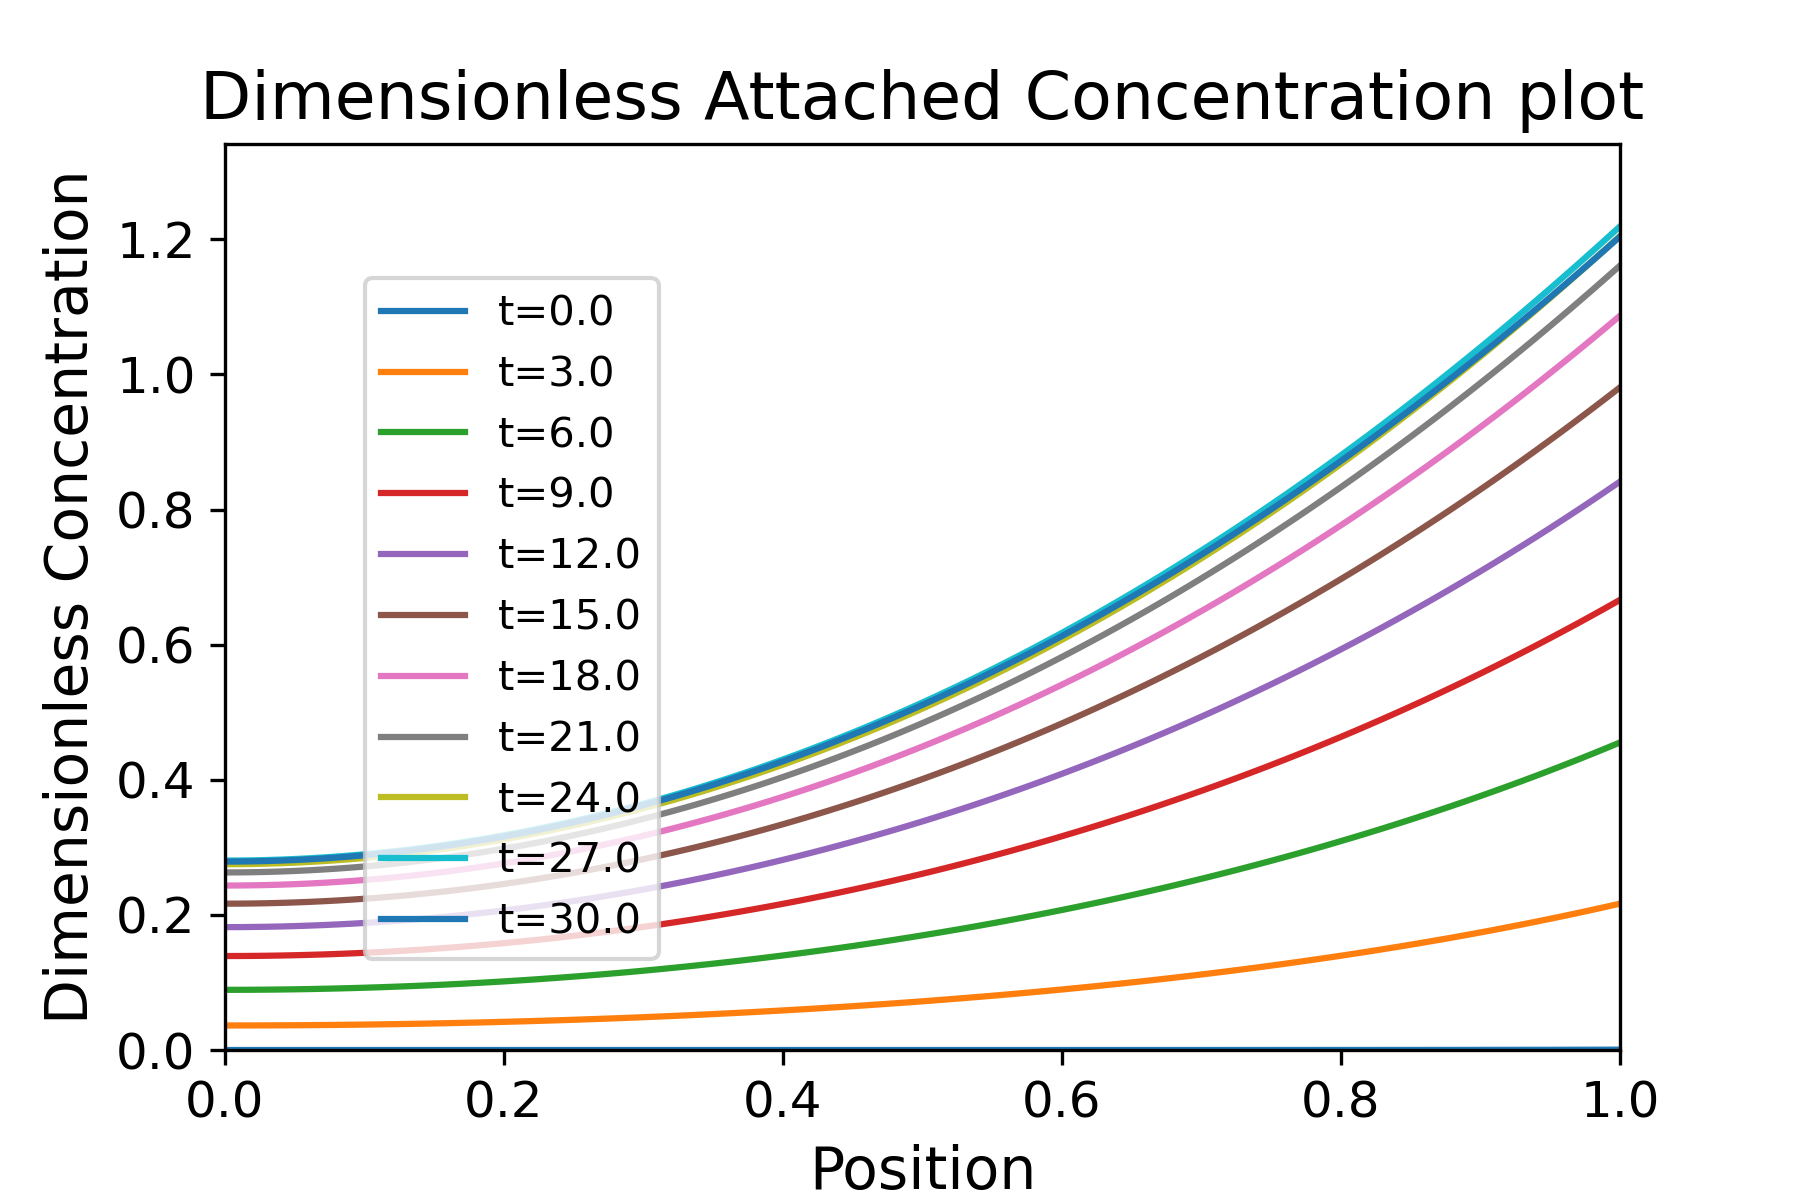 Dimensionless Attached Concentration plot
Dimensionless Concentration
1.2
1.0
0.8
0.6
0.4
0.2
0.0
t=0.0
t=3.0
t=6.0
t=9.0
t=12.0
t=15.0
t=18.0
t=21.0
t=24.0
t=27.0
t=30.0
0.0 0.2 0.4 0.6 0.8 1.0
Position